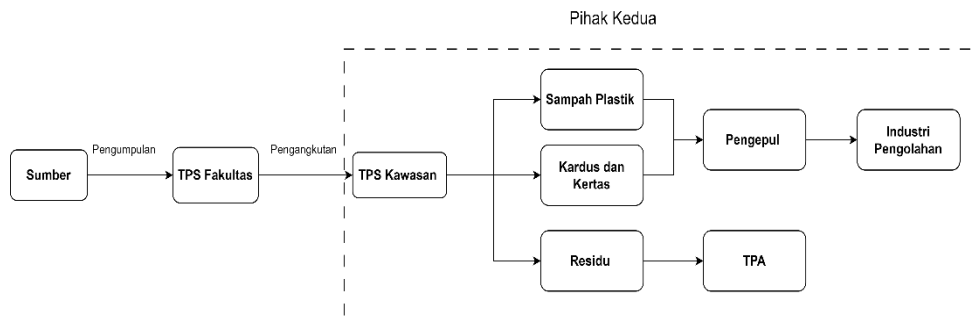 Pihak Kedua
Sumber
Pengumpulan
TPS Fakultas
Pengangkutan
TPS Kawasan
Sampah Plastik
Kardus dan
Kertas
Residu
Pengepul
TPA
Industri
Pengolahan